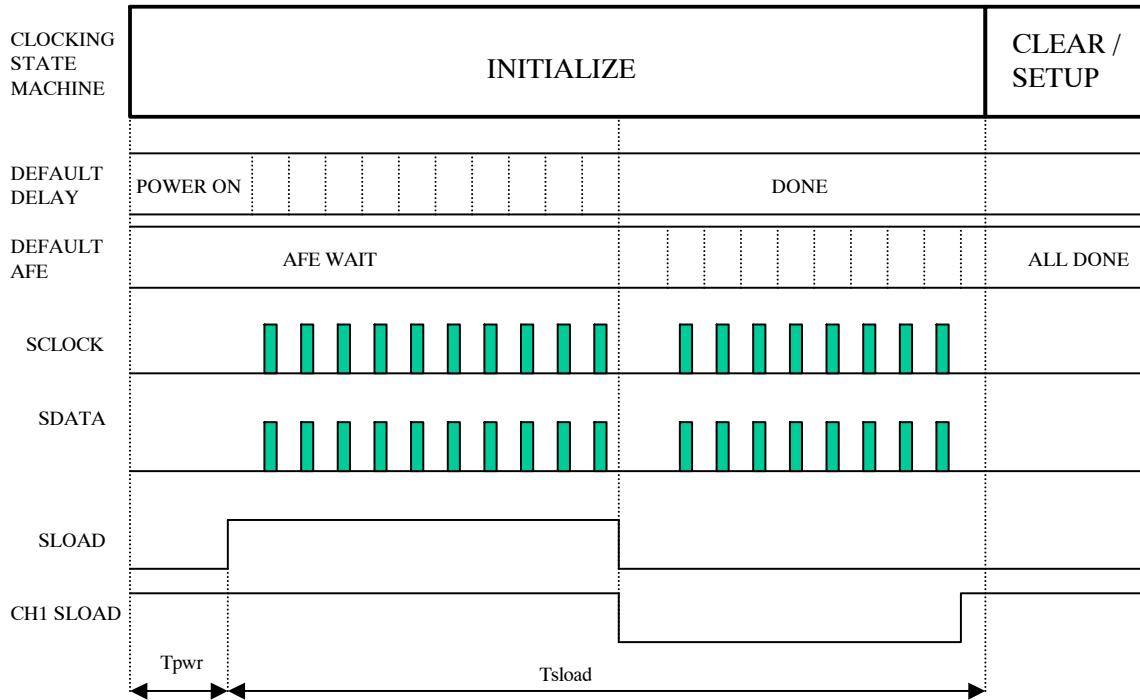 CLOCKING
STATE
MACHINE
INITIALIZE
CLEAR /
SETUP
DEFAULT
DELAY
POWER ON
DONE
DEFAULT
AFE
AFE WAIT
ALL DONE
SCLOCK
SDATA
SLOAD
CH1 SLOAD
Tpwr
Tsload